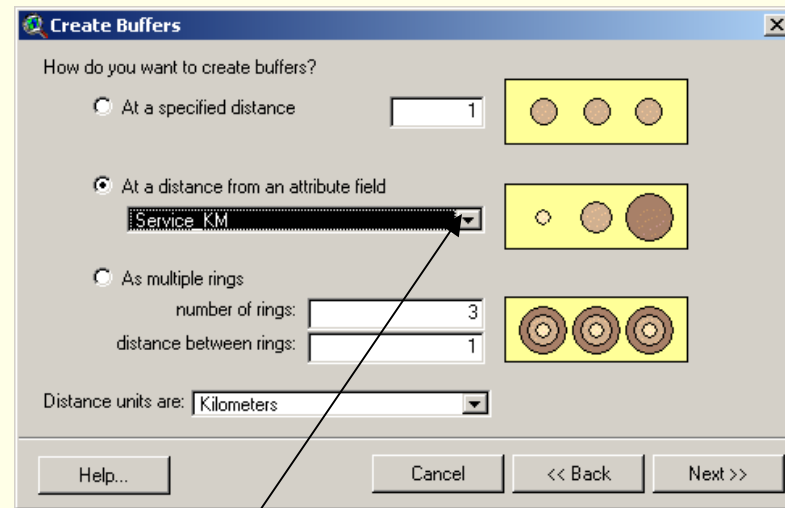 Create Buffers
How do you want to create buffers?
At a specified distance 1
At a distance from an attribute field
Service_KM
As multiple rings
number of rings: 3
distance between rings: 1
Distance units are: Kilometers
Help... Cancel << Back Next >>